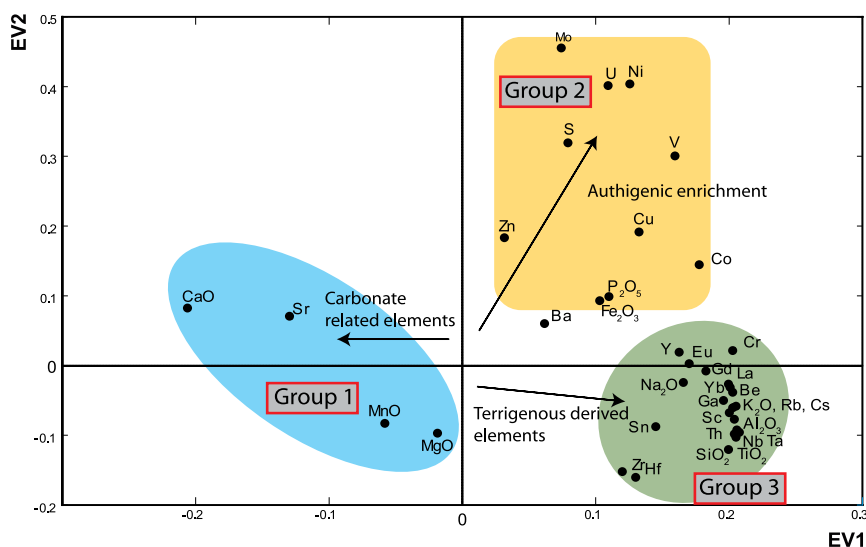 EV2
0.5
0.4
0.3
0.2
0.1
0
-0.1
-0.2
Mo
U Ni
Group 2
S
V
Authigenic enrichment
Zn
Cu
Co
P₂O₅
Fe₂O₃
Ba
CaO
Sr
Carbonate
related elements
Group 1
MnO
MgO
Terrigenous derived
elements
Y
Eu
Cr
Gd
La
Na₂O
Yb
Be
Ga
K₂O, Rb, Cs
Sn
Sc
Al₂O₃
Th
Nb Ta
SiO₂
TiO₂
Zr
Hf
Group 3
-0.2
-0.1
0
0.1
0.2
0.3
EV1